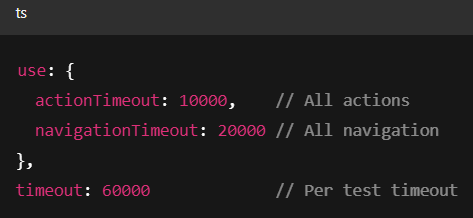 ts
use: {
  actionTimeout: 10000,    // All actions
  navigationTimeout: 20000 // All navigation
},
timeout: 60000             // Per test timeout